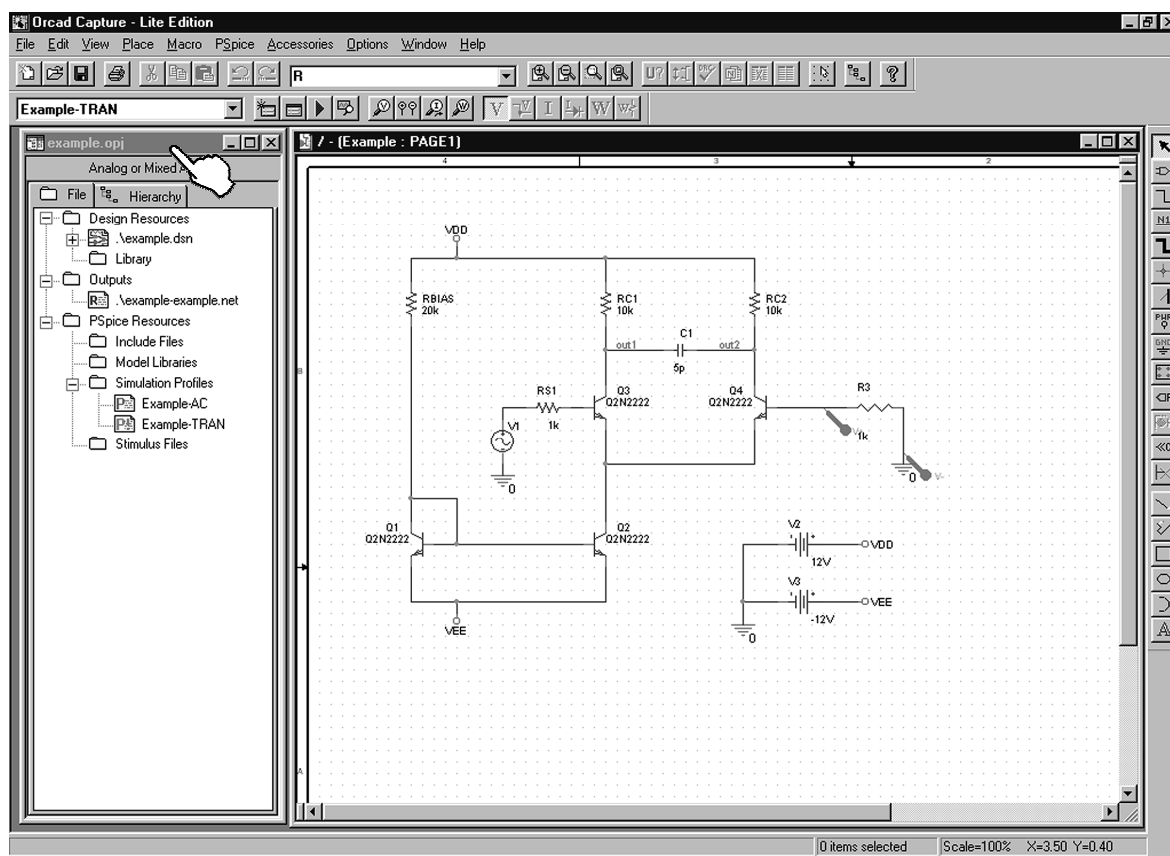 Orcad Capture - Lite Edition
File Edit View Place Macro PSpice Accessories Options Window Help
R
U?
DRC
Example-TRAN
V I W
example.opj
/ - (Example : PAGE1)
Analog or Mixed A
File Hierarchy
Design Resources
.\example.dsn
Library
Outputs
.\example-example.net
PSpice Resources
Include Files
Model Libraries
Simulation Profiles
Example-AC
Example-TRAN
Stimulus Files
4 3 2
B
A
VDD
RBIAS
20k
RC1
10k
RC2
10k
C1
out1 out2
5p
RS1
1k
V1
0
Q3
Q2N2222
Q4
Q2N2222
R3
1k
V+
0
V-
Q1
Q2N2222
Q2
Q2N2222
VEE
V2
VDD
12V
V3
VEE
-12V
0
N1
PWR
GND
A
0 items selected Scale=100% X=3.50 Y=0.40